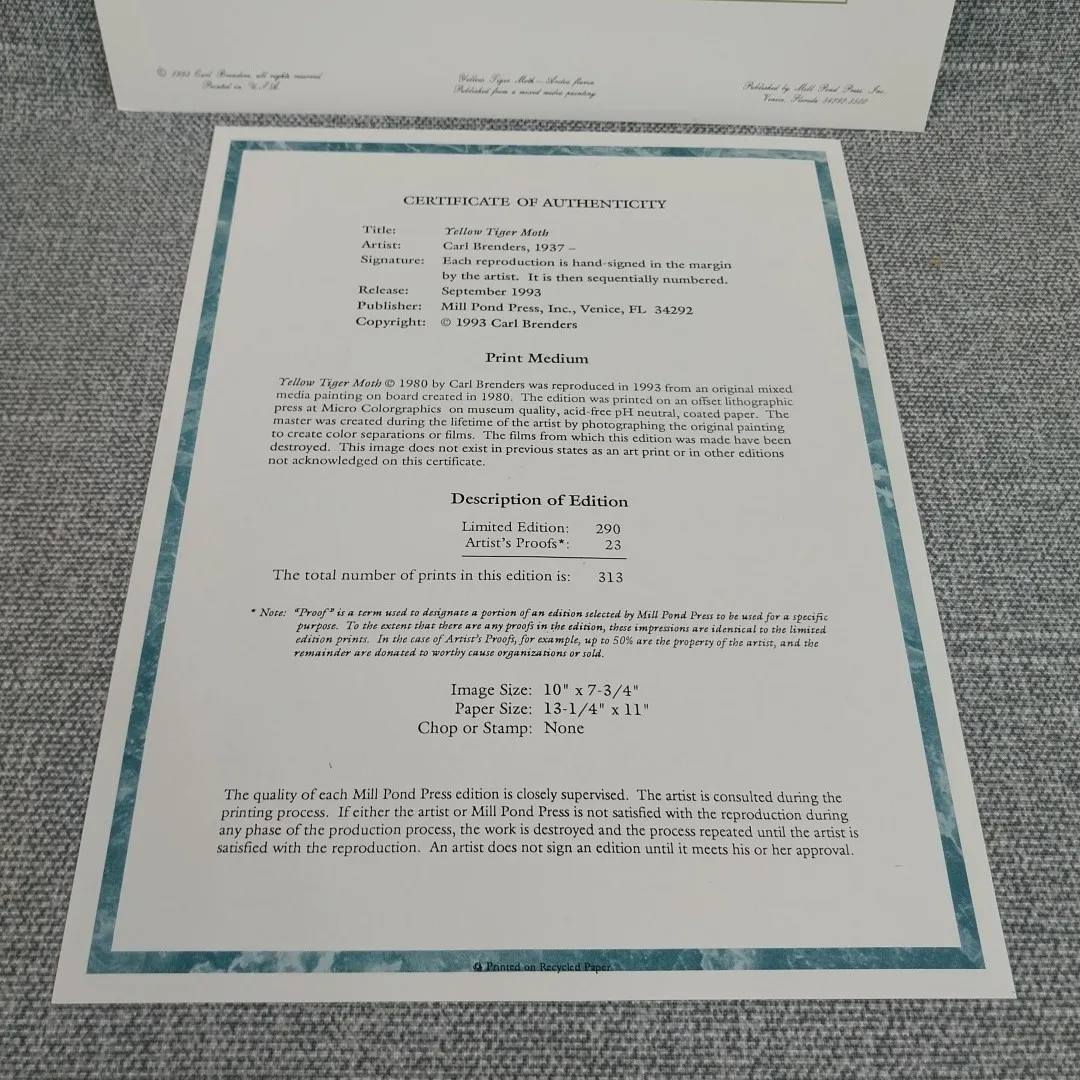 © 1993 Carl Brenders, all rights reserved
Printed in U.S.A.
Yellow Tiger Moth — Arctia flavia
Published from a mixed media painting.
Published by Mill Pond Press, Inc.
Venice, Florida 34292-3500
CERTIFICATE OF AUTHENTICITY
Title: Yellow Tiger Moth
Artist: Carl Brenders, 1937 –
Signature: Each reproduction is hand-signed in the margin
by the artist. It is then sequentially numbered.
Release: September 1993
Publisher: Mill Pond Press, Inc., Venice, FL 34292
Copyright: © 1993 Carl Brenders
Print Medium
Yellow Tiger Moth © 1980 by Carl Brenders was reproduced in 1993 from an original mixed
media painting on board created in 1980. The edition was printed on an offset lithographic
press at Micro Colorgraphics on museum quality, acid-free pH neutral, coated paper. The
master was created during the lifetime of the artist by photographing the original painting
to create color separations or films. The films from which this edition was made have been
destroyed. This image does not exist in previous states as an art print or in other editions
not acknowledged on this certificate.
Description of Edition
Limited Edition: 290
Artist's Proofs*: 23
The total number of prints in this edition is: 313
* Note: "Proof" is a term used to designate a portion of an edition selected by Mill Pond Press to be used for a specific
purpose. To the extent that there are any proofs in the edition, these impressions are identical to the limited
edition prints. In the case of Artist's Proofs, for example, up to 50% are the property of the artist, and the
remainder are donated to worthy cause organizations or sold.
Image Size: 10" x 7-3/4"
Paper Size: 13-1/4" x 11"
Chop or Stamp: None
The quality of each Mill Pond Press edition is closely supervised. The artist is consulted during the
printing process. If either the artist or Mill Pond Press is not satisfied with the reproduction during
any phase of the production process, the work is destroyed and the process repeated until the artist is
satisfied with the reproduction. An artist does not sign an edition until it meets his or her approval.
Printed on Recycled Paper